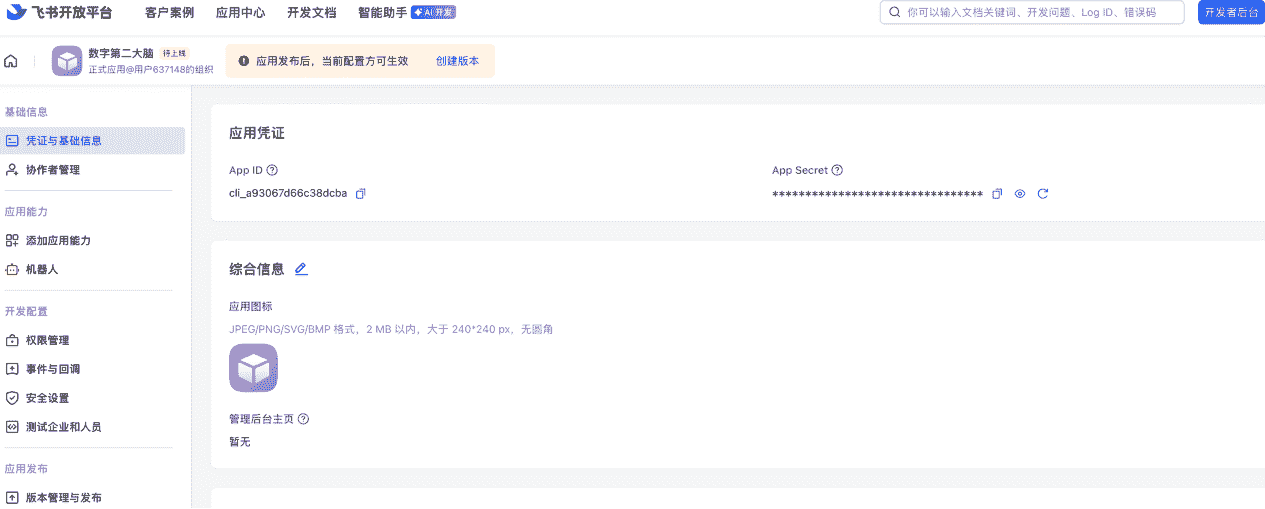 飞书开放平台 客户案例 应用中心 开发文档 智能助手 AI 开发 你可以输入文档关键词、开发问题、Log ID、错误码 开发者后台
数字第二大脑 待上线
正式应用@用户637148的组织
应用发布后，当前配置方可生效 创建版本
基础信息
凭证与基础信息
协作者管理
应用能力
添加应用能力
机器人
开发配置
权限管理
事件与回调
安全设置
测试企业和人员
应用发布
版本管理与发布
应用凭证
App ID App Secret
cli_a93067d66c38dcba ********************************
综合信息
应用图标
JPEG/PNG/SVG/BMP 格式，2 MB 以内，大于 240*240 px，无圆角
管理后台主页
暂无